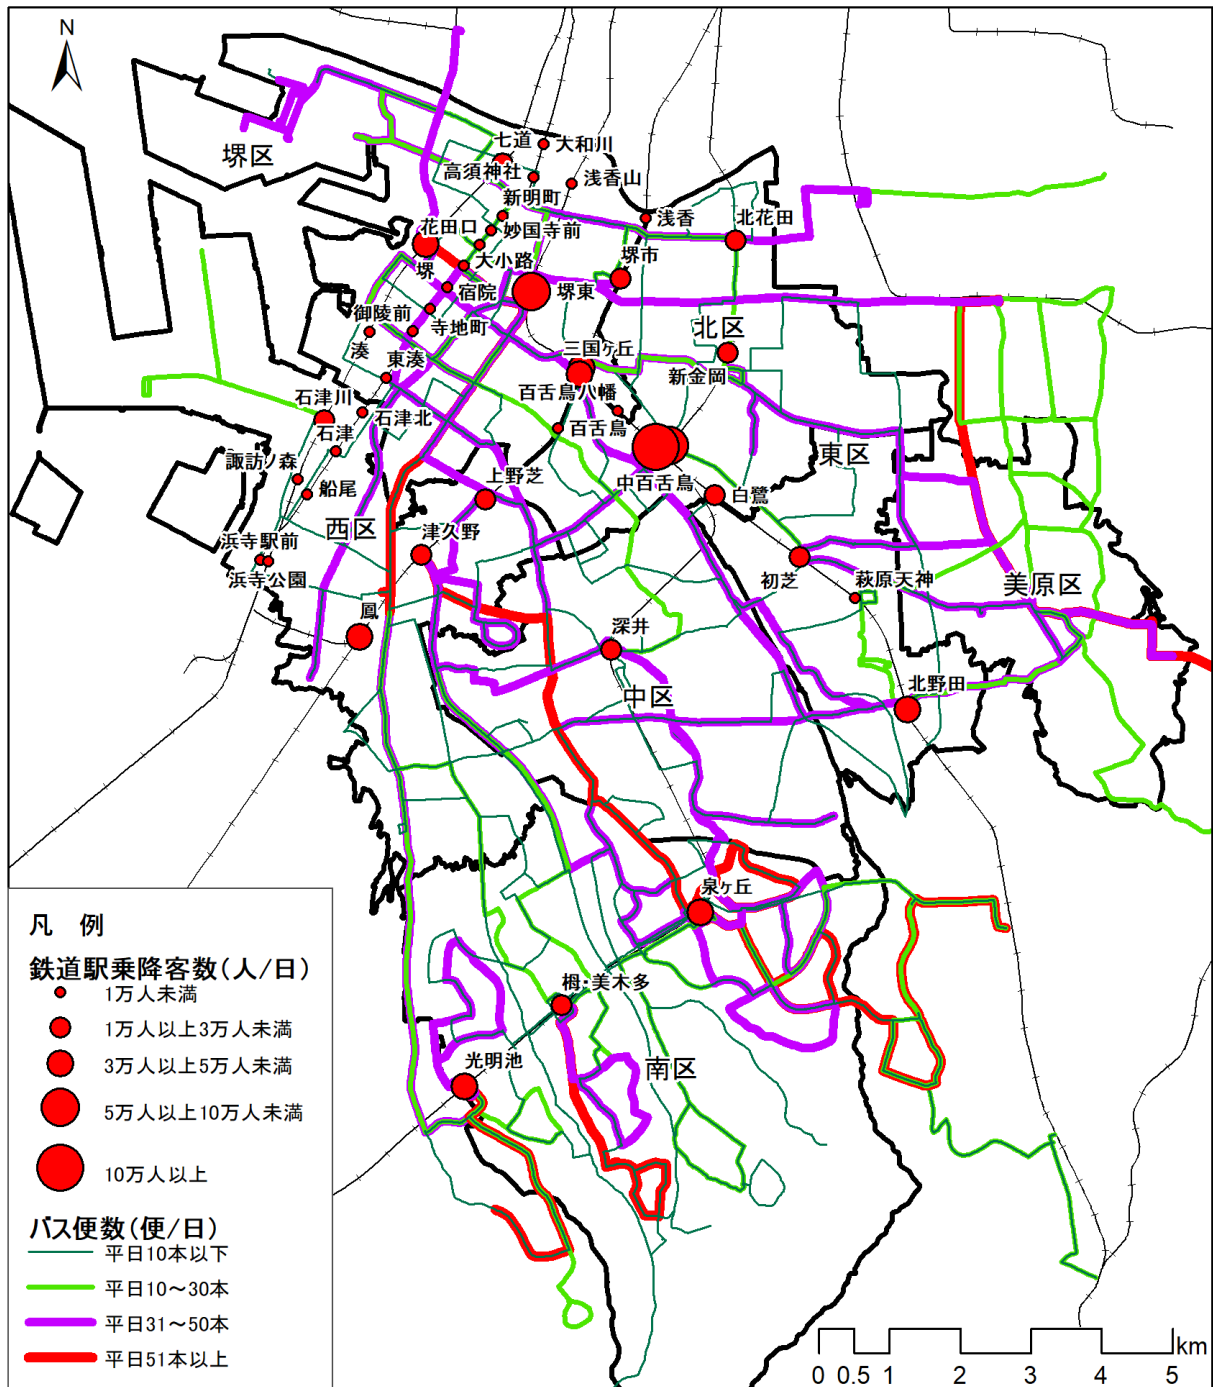 N
堺区
七道
大和川
高須神社
浅香山
新明町
浅香
北花田
花田口
妙国寺前
堺
大小路
堺市
宿院
堺東
御陵前
寺地町
北区
湊
東湊
三国ヶ丘
新金岡
石津川
石津北
百舌鳥八幡
百舌鳥
石津
東区
諏訪ノ森
上野芝
中百舌鳥
白鷺
船尾
西区
津久野
浜寺駅前
浜寺公園
初芝
萩原天神
美原区
鳳
深井
中区
北野田
泉ヶ丘
栂・美木多
光明池
南区
凡　例
鉄道駅乗降客数(人/日)
1万人未満
1万人以上3万人未満
3万人以上5万人未満
5万人以上10万人未満
10万人以上
バス便数(便/日)
平日10本以下
平日10～30本
平日31～50本
平日51本以上
km
0 0.5 1 2 3 4 5